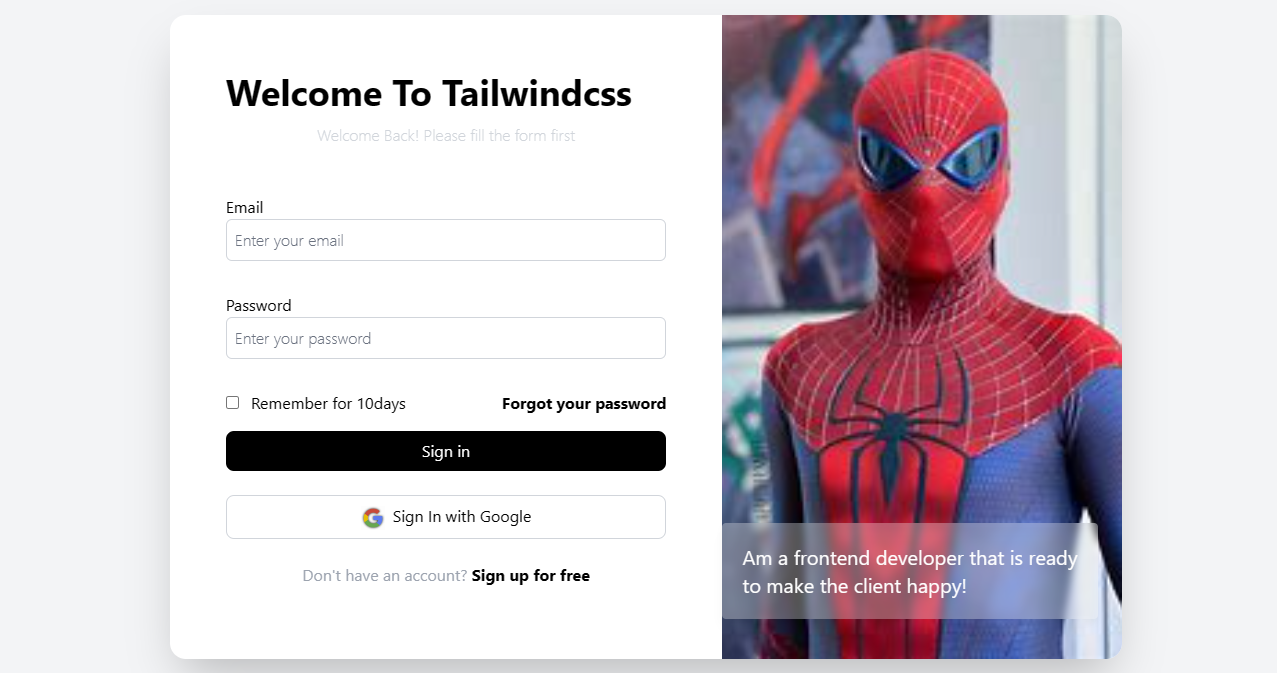 Welcome To Tailwindcss
Welcome Back! Please fill the form first
Email
Enter your email
Password
Enter your password
Remember for 10days
Forgot your password
Sign in
Sign In with Google
Don't have an account? Sign up for free
Am a frontend developer that is ready
to make the client happy!